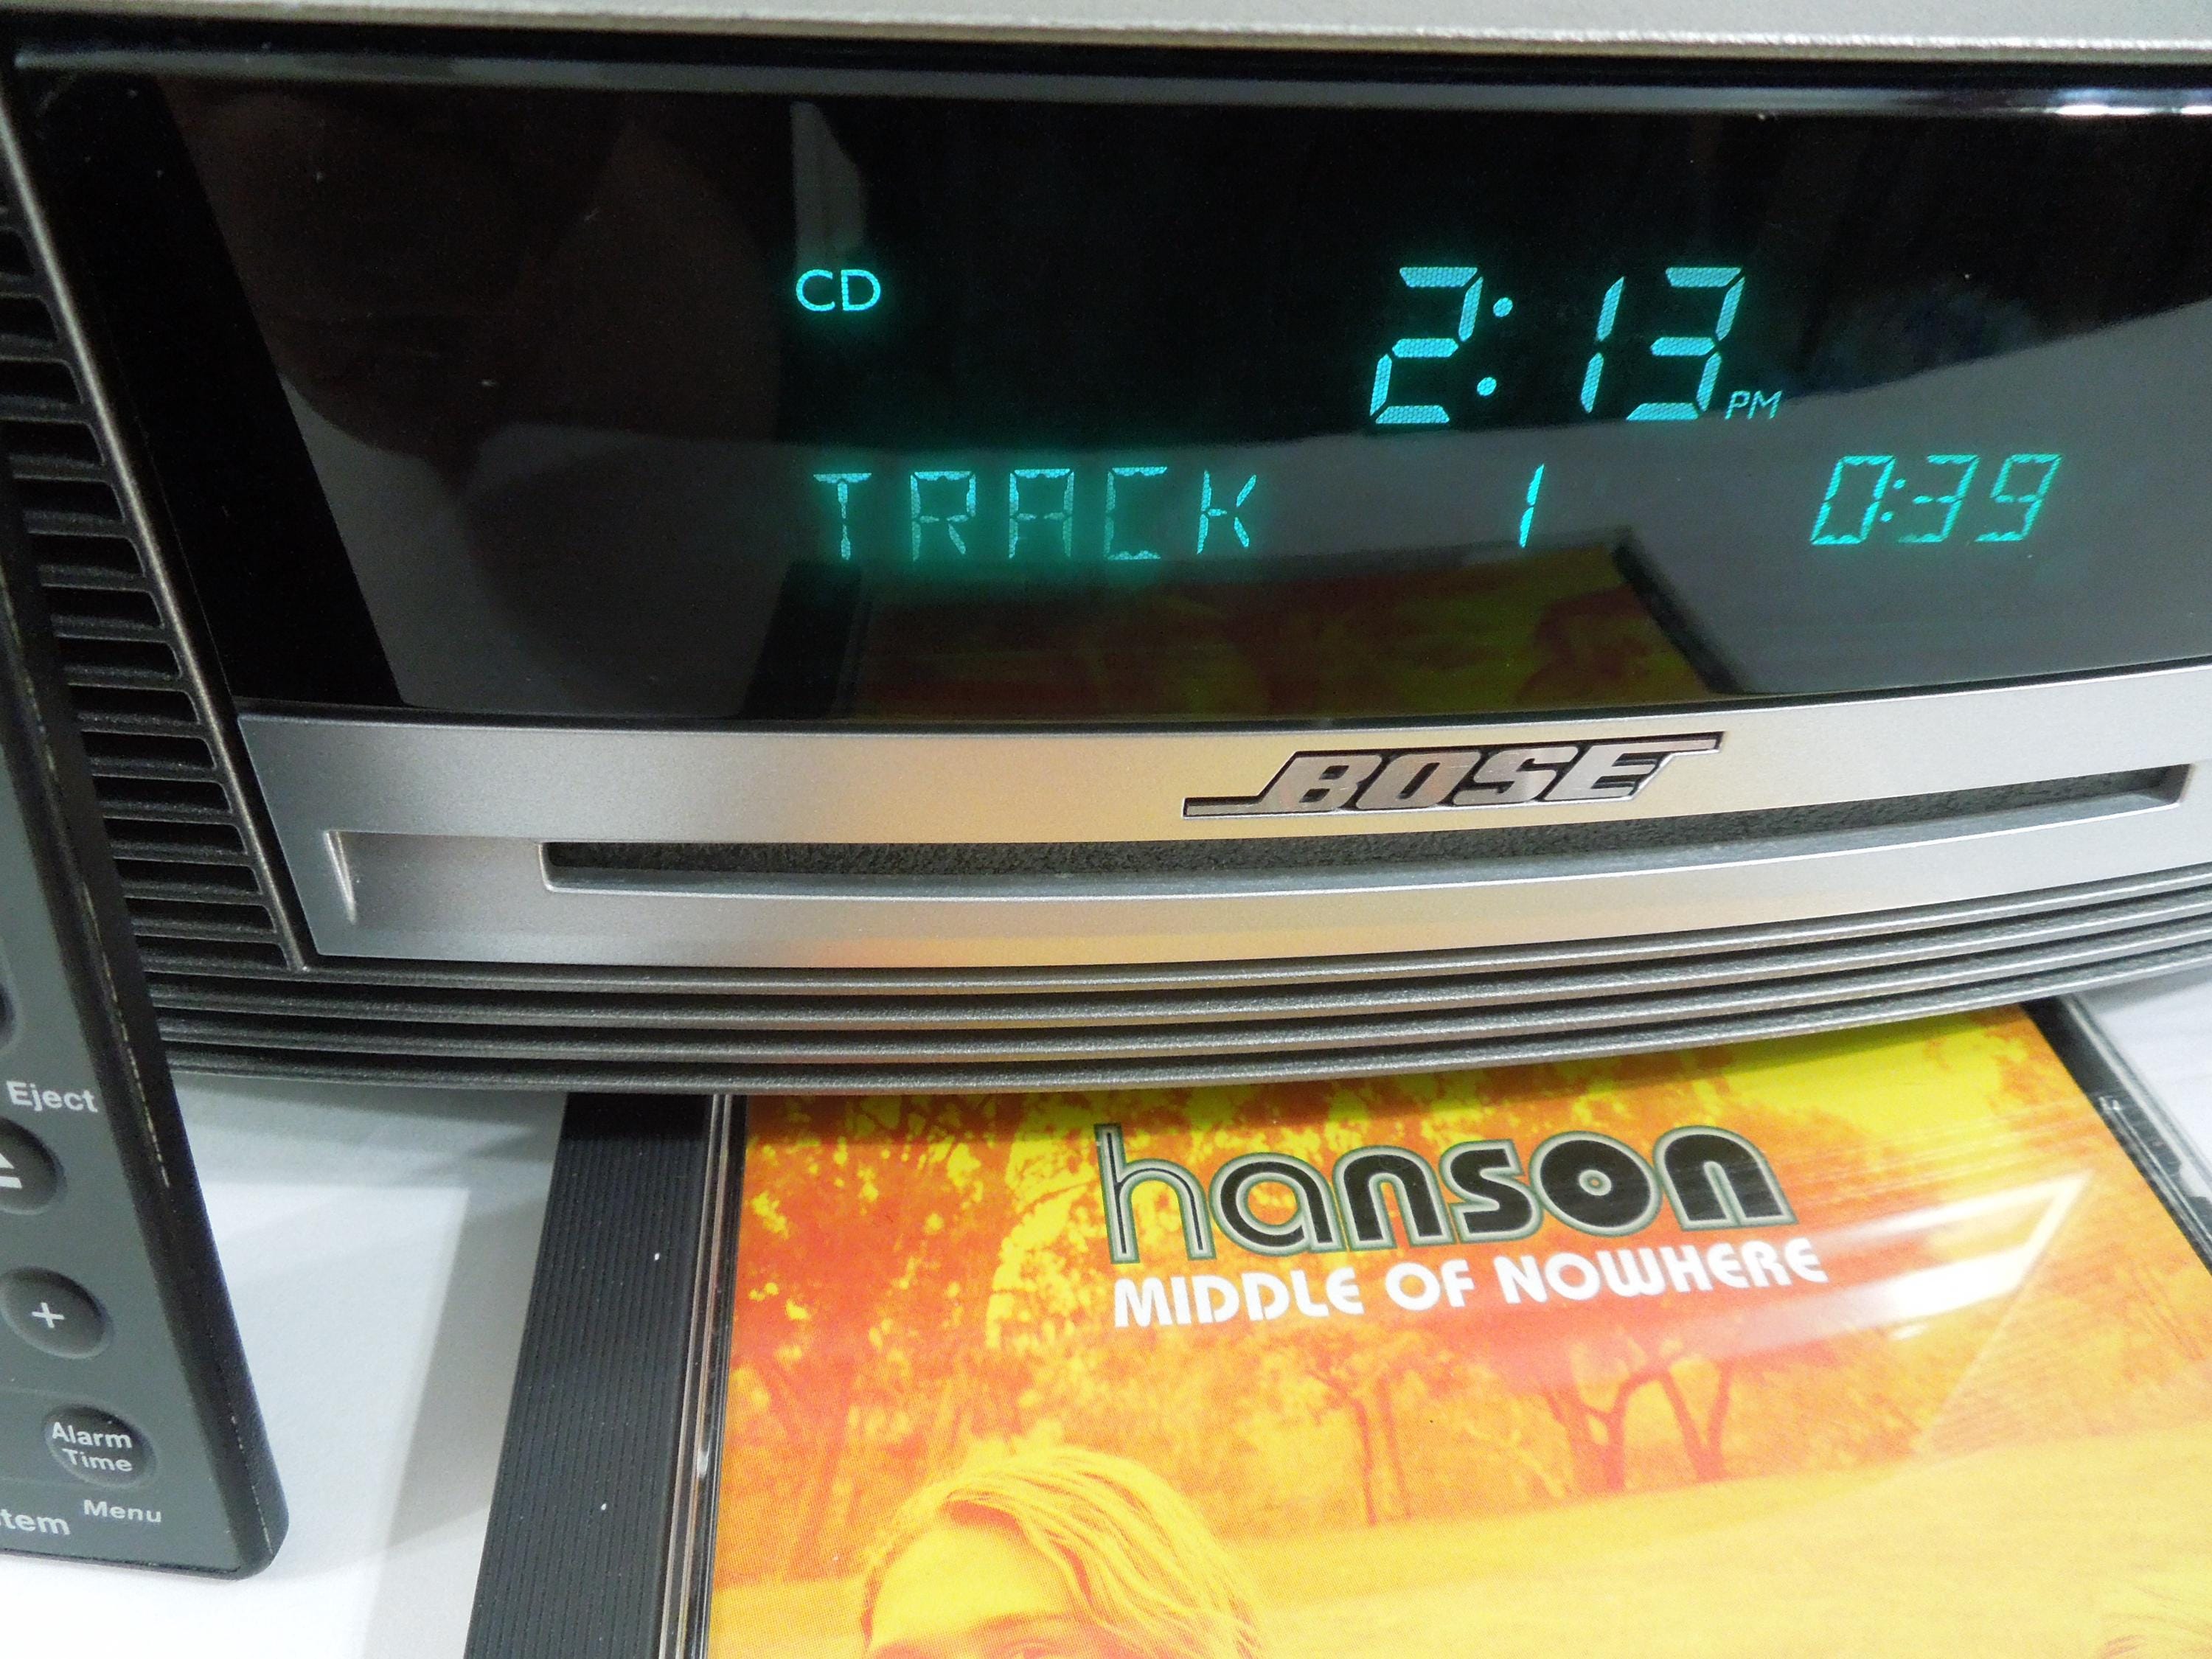 CD
2:13 PM
TRACK 1 0:39
BOSE
Eject
hanson
MIDDLE OF NOWHERE
+
Alarm
Time
Menu